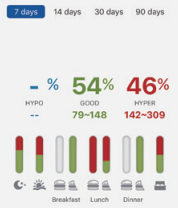 7 days 14 days 30 days 90 days
- % 54% 46%
HYPO GOOD HYPER
-- 79~148 142~309
Breakfast Lunch Dinner